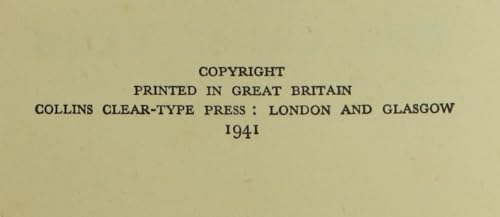 COPYRIGHT
PRINTED IN GREAT BRITAIN
COLLINS CLEAR-TYPE PRESS : LONDON AND GLASGOW
1941